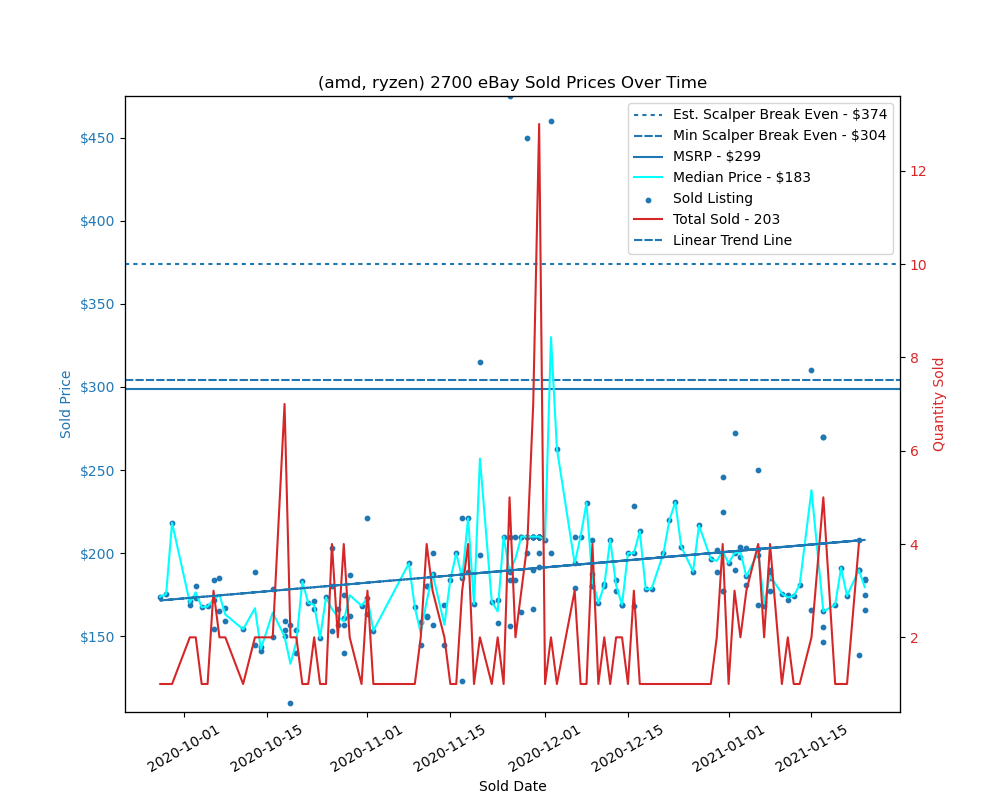 (amd, ryzen) 2700 eBay Sold Prices Over Time
Est. Scalper Break Even - $374
Min Scalper Break Even - $304
MSRP - $299
Median Price - $183
Sold Listing
Total Sold - 203
Linear Trend Line
$450
$400
$350
$300
$250
$200
$150
Sold Price
12
10
8
6
4
2
Quantity Sold
2020-10-01
2020-10-15
2020-11-01
2020-11-15
2020-12-01
2020-12-15
2021-01-01
2021-01-15
Sold Date